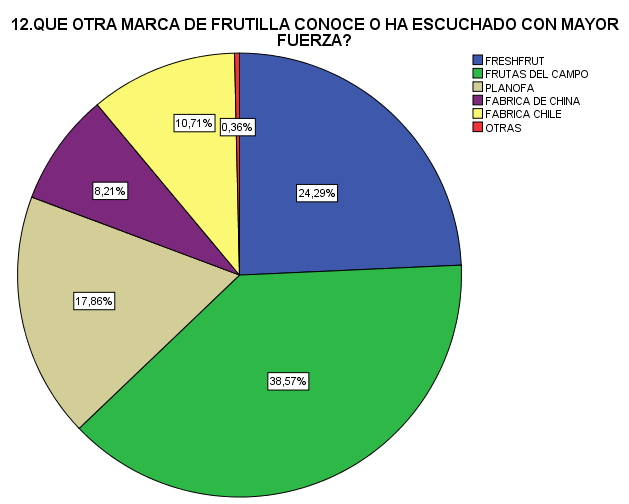 12.QUE OTRA MARCA DE FRUTILLA CONOCE O HA ESCUCHADO CON MAYOR
FUERZA?
FRESHFRUT
FRUTAS DEL CAMPO
PLANOFA
FABRICA DE CHINA
FABRICA CHILE
OTRAS
10,71%
0,36%
8,21%
24,29%
17,86%
38,57%